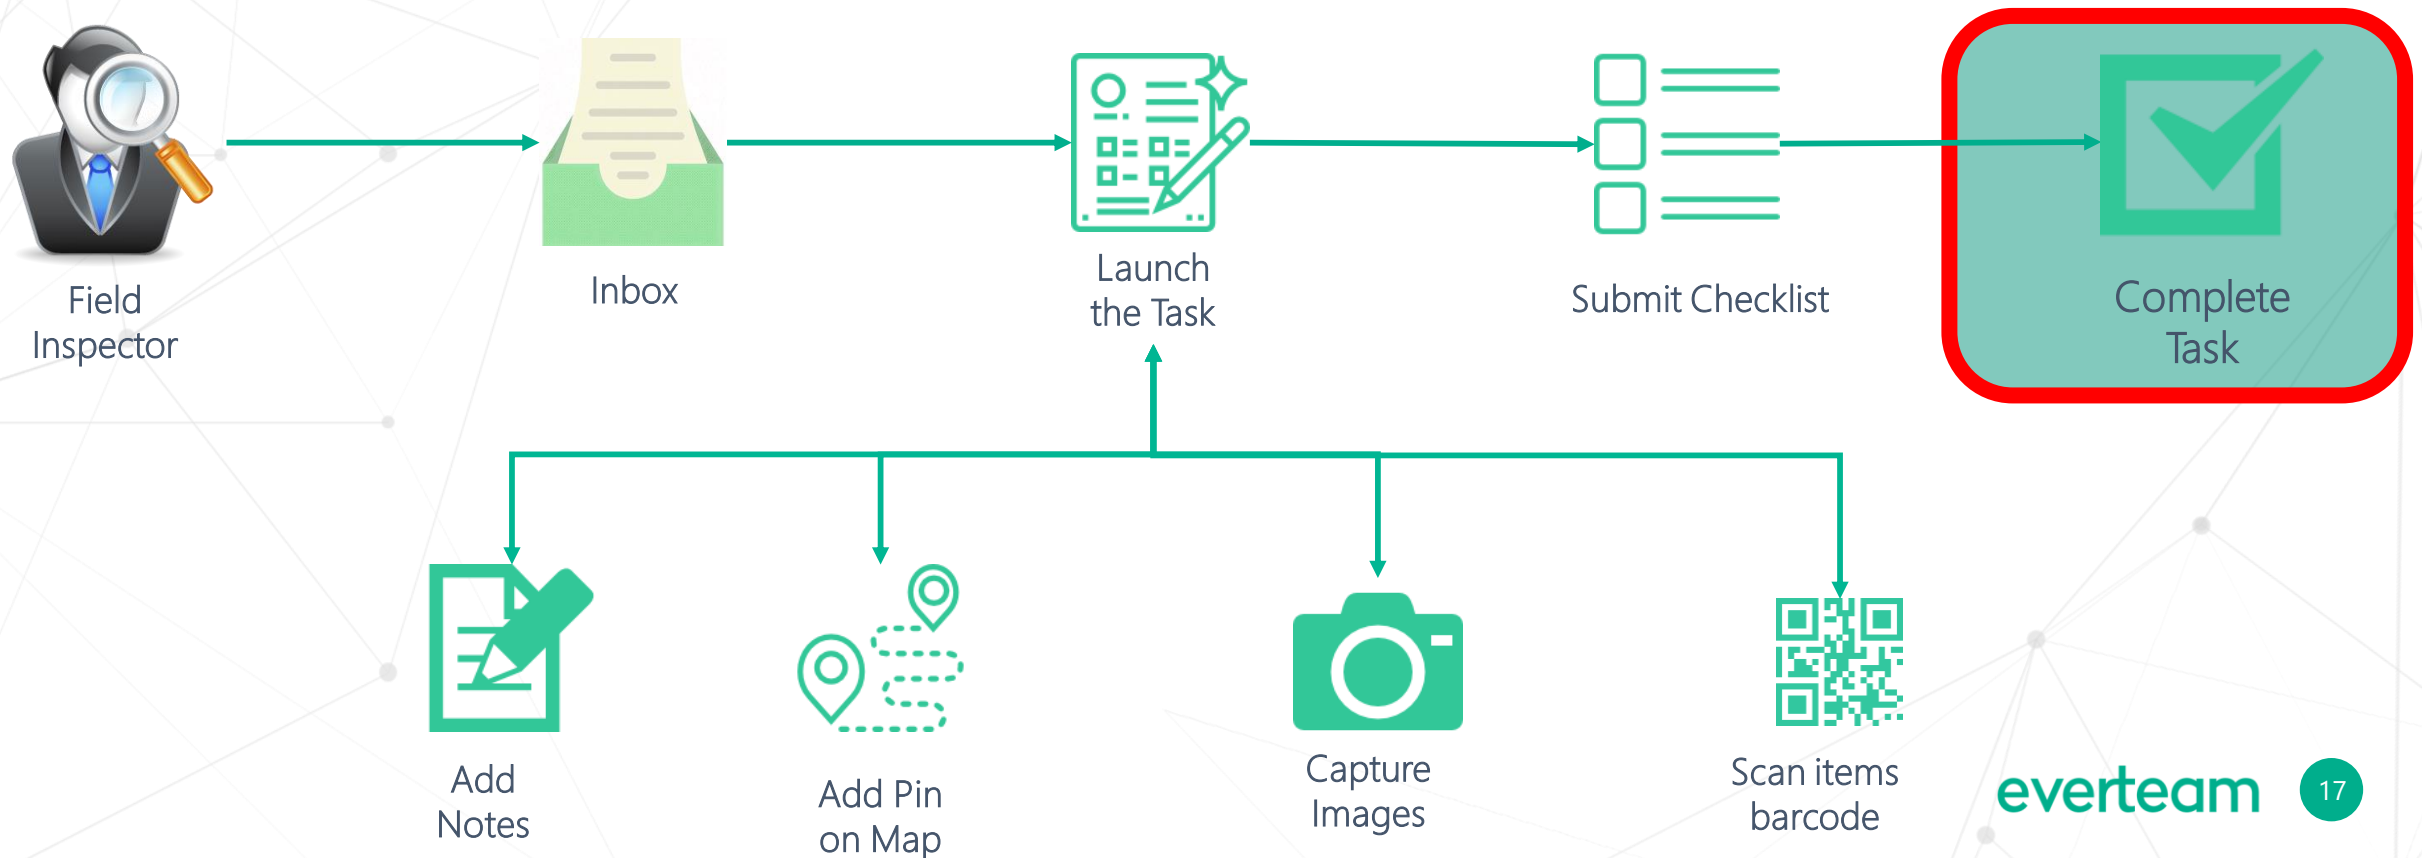 Field
Inspector
Inbox
Launch
the Task
Submit Checklist
Complete
Task
Add
Notes
Add Pin
on Map
Capture
Images
Scan items
barcode
everteam
17